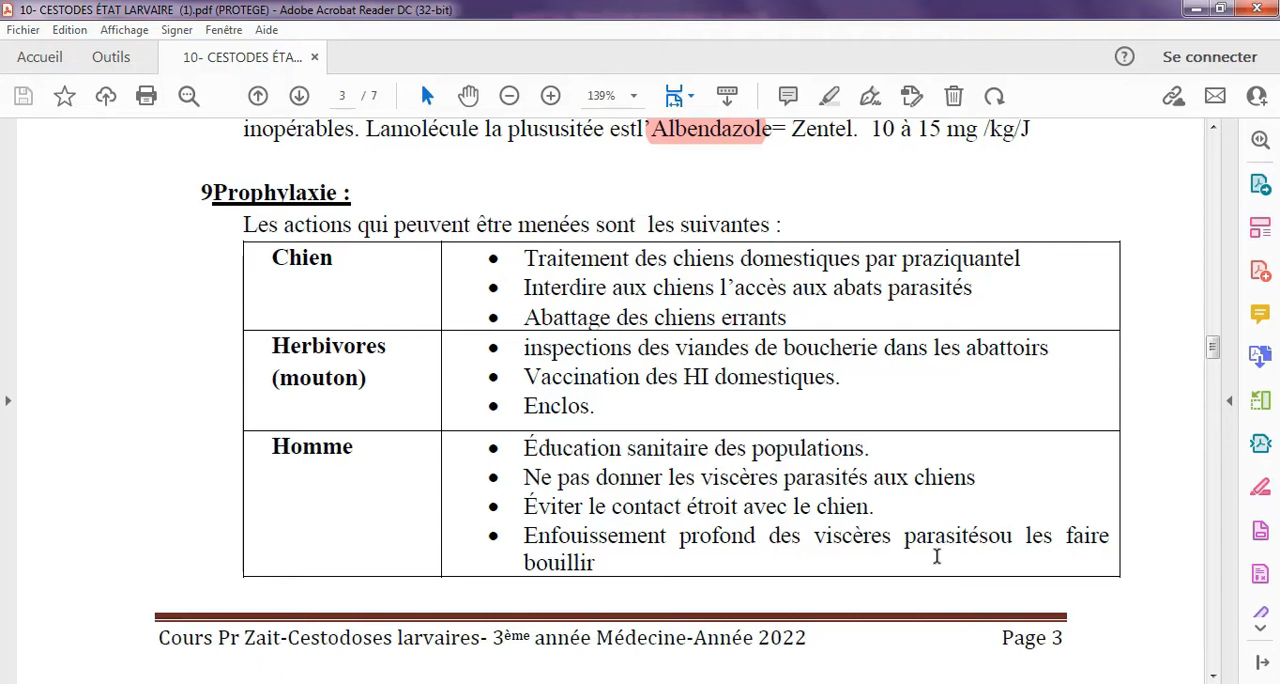 10- CESTODES ÉTAT LARVAIRE  (1).pdf (PROTEGE) - Adobe Acrobat Reader DC (32-bit)
Fichier Edition Affichage Signer Fenêtre Aide
Accueil Outils 10- CESTODES ÉTA... × Se connecter
3 / 7 139%
inopérables. Lamolécule la plususitée estl’Albendazole= Zentel.  10 à 15 mg /kg/J
9Prophylaxie :
Les actions qui peuvent être menées sont  les suivantes :
Chien
• Traitement des chiens domestiques par praziquantel
• Interdire aux chiens l’accès aux abats parasités
• Abattage des chiens errants
Herbivores
(mouton)
• inspections des viandes de boucherie dans les abattoirs
• Vaccination des HI domestiques.
• Enclos.
Homme
• Éducation sanitaire des populations.
• Ne pas donner les viscères parasités aux chiens
• Éviter le contact étroit avec le chien.
• Enfouissement profond des viscères parasitésou les faire
bouillir
Cours Pr Zait-Cestodoses larvaires- 3ème année Médecine-Année 2022 Page 3